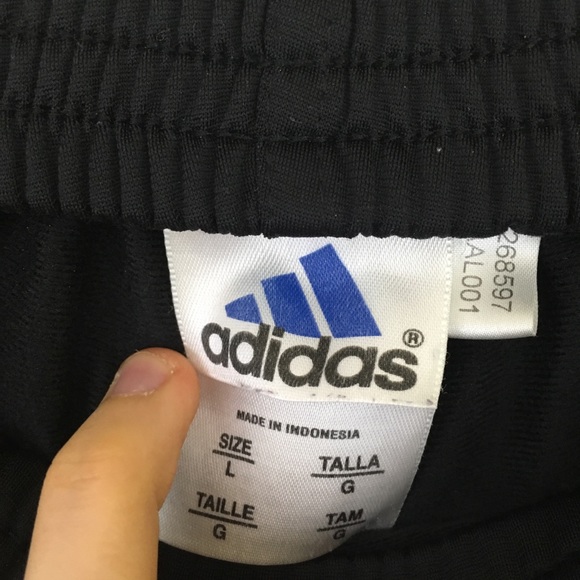 adidas®
MADE IN INDONESIA
SIZE
L
TALLA
G
TAILLE
G
TAM
G
268597
AL001